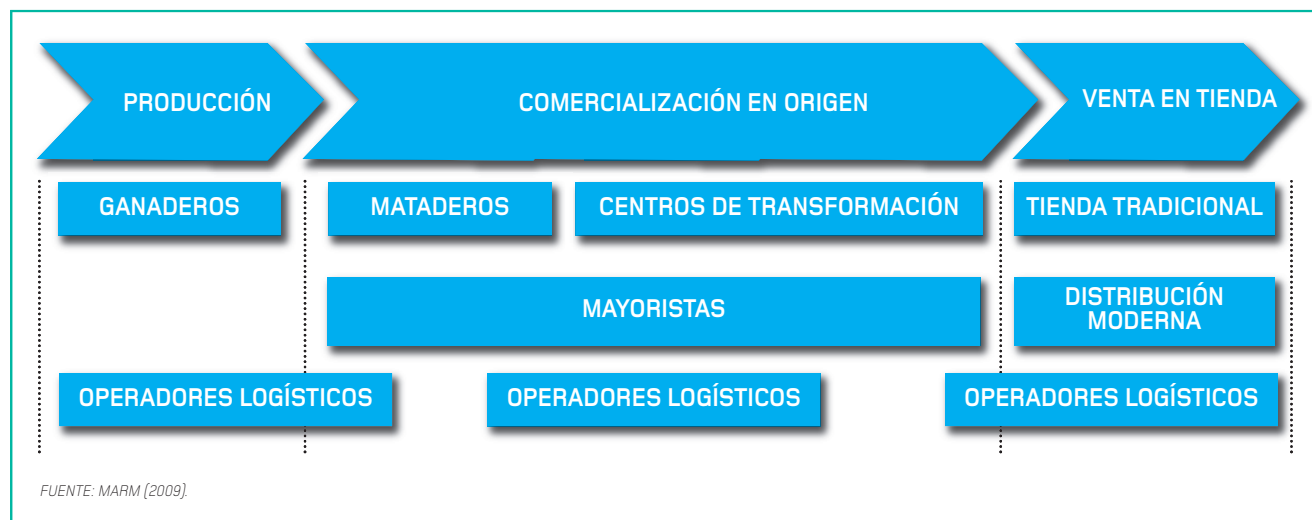 PRODUCCIÓN
COMERCIALIZACIÓN EN ORIGEN
VENTA EN TIENDA
GANADEROS
MATADEROS
CENTROS DE TRANSFORMACIÓN
TIENDA TRADICIONAL
MAYORISTAS
DISTRIBUCIÓN
MODERNA
OPERADORES LOGÍSTICOS
OPERADORES LOGÍSTICOS
OPERADORES LOGÍSTICOS
FUENTE: MARM (2009).